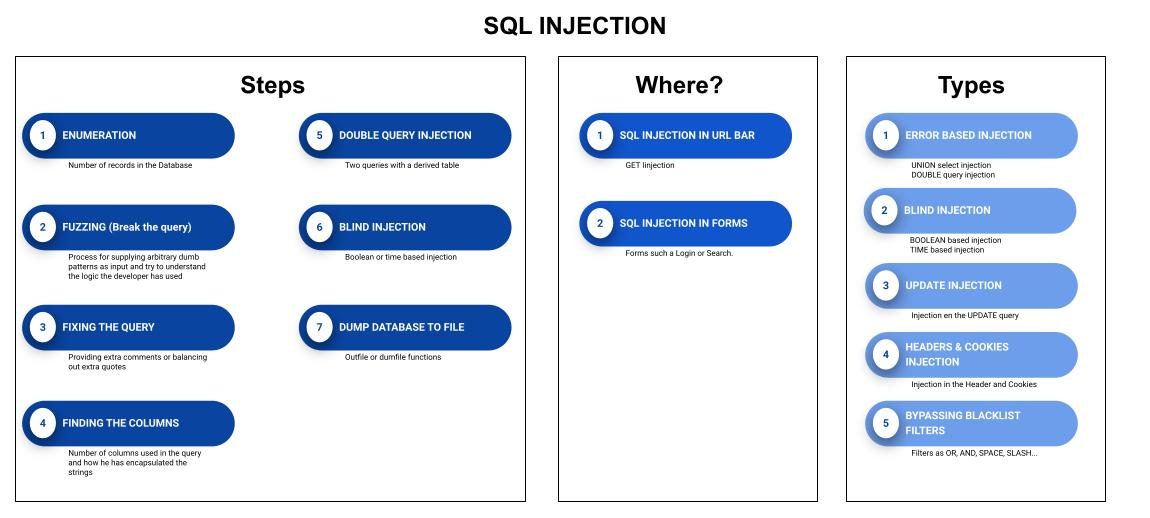 SQL INJECTION
Steps
1 ENUMERATION
Number of records in the Database
2 FUZZING (Break the query)
Process for supplying arbitrary dumb
patterns as input and try to understand
the logic the developer has used
3 FIXING THE QUERY
Providing extra comments or balancing
out extra quotes
4 FINDING THE COLUMNS
Number of columns used in the query
and how he has encapsulated the
strings
5 DOUBLE QUERY INJECTION
Two queries with a derived table
6 BLIND INJECTION
Boolean or time based injection
7 DUMP DATABASE TO FILE
Outfile or dumfile functions
Where?
1 SQL INJECTION IN URL BAR
GET Iinjection
2 SQL INJECTION IN FORMS
Forms such a Login or Search.
Types
1 ERROR BASED INJECTION
UNION select injection
DOUBLE query injection
2 BLIND INJECTION
BOOLEAN based injection
TIME based injection
3 UPDATE INJECTION
Injection en the UPDATE query
4 HEADERS & COOKIES
INJECTION
Injection in the Header and Cookies
5 BYPASSING BLACKLIST
FILTERS
Filters as OR, AND, SPACE, SLASH...